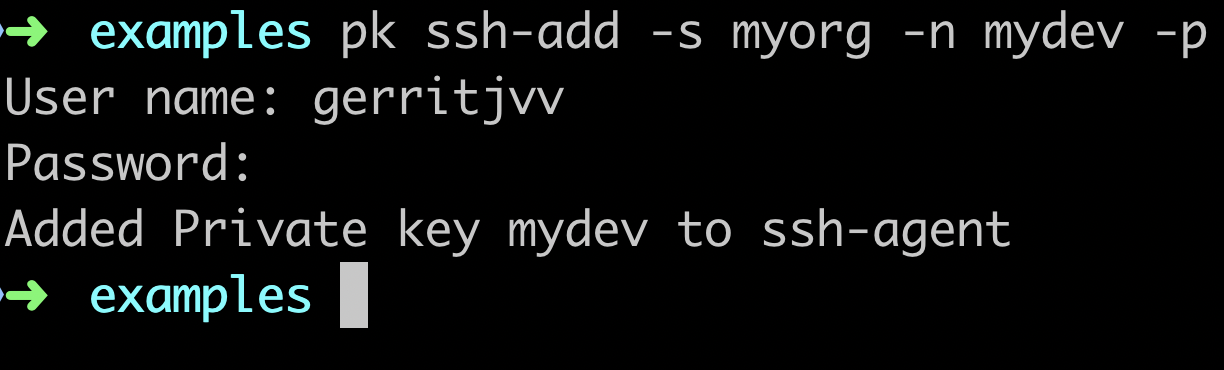 ➜ examples pk ssh-add -s myorg -n mydev -p
User name: gerritjvv
Password:
Added Private key mydev to ssh-agent
➜ examples